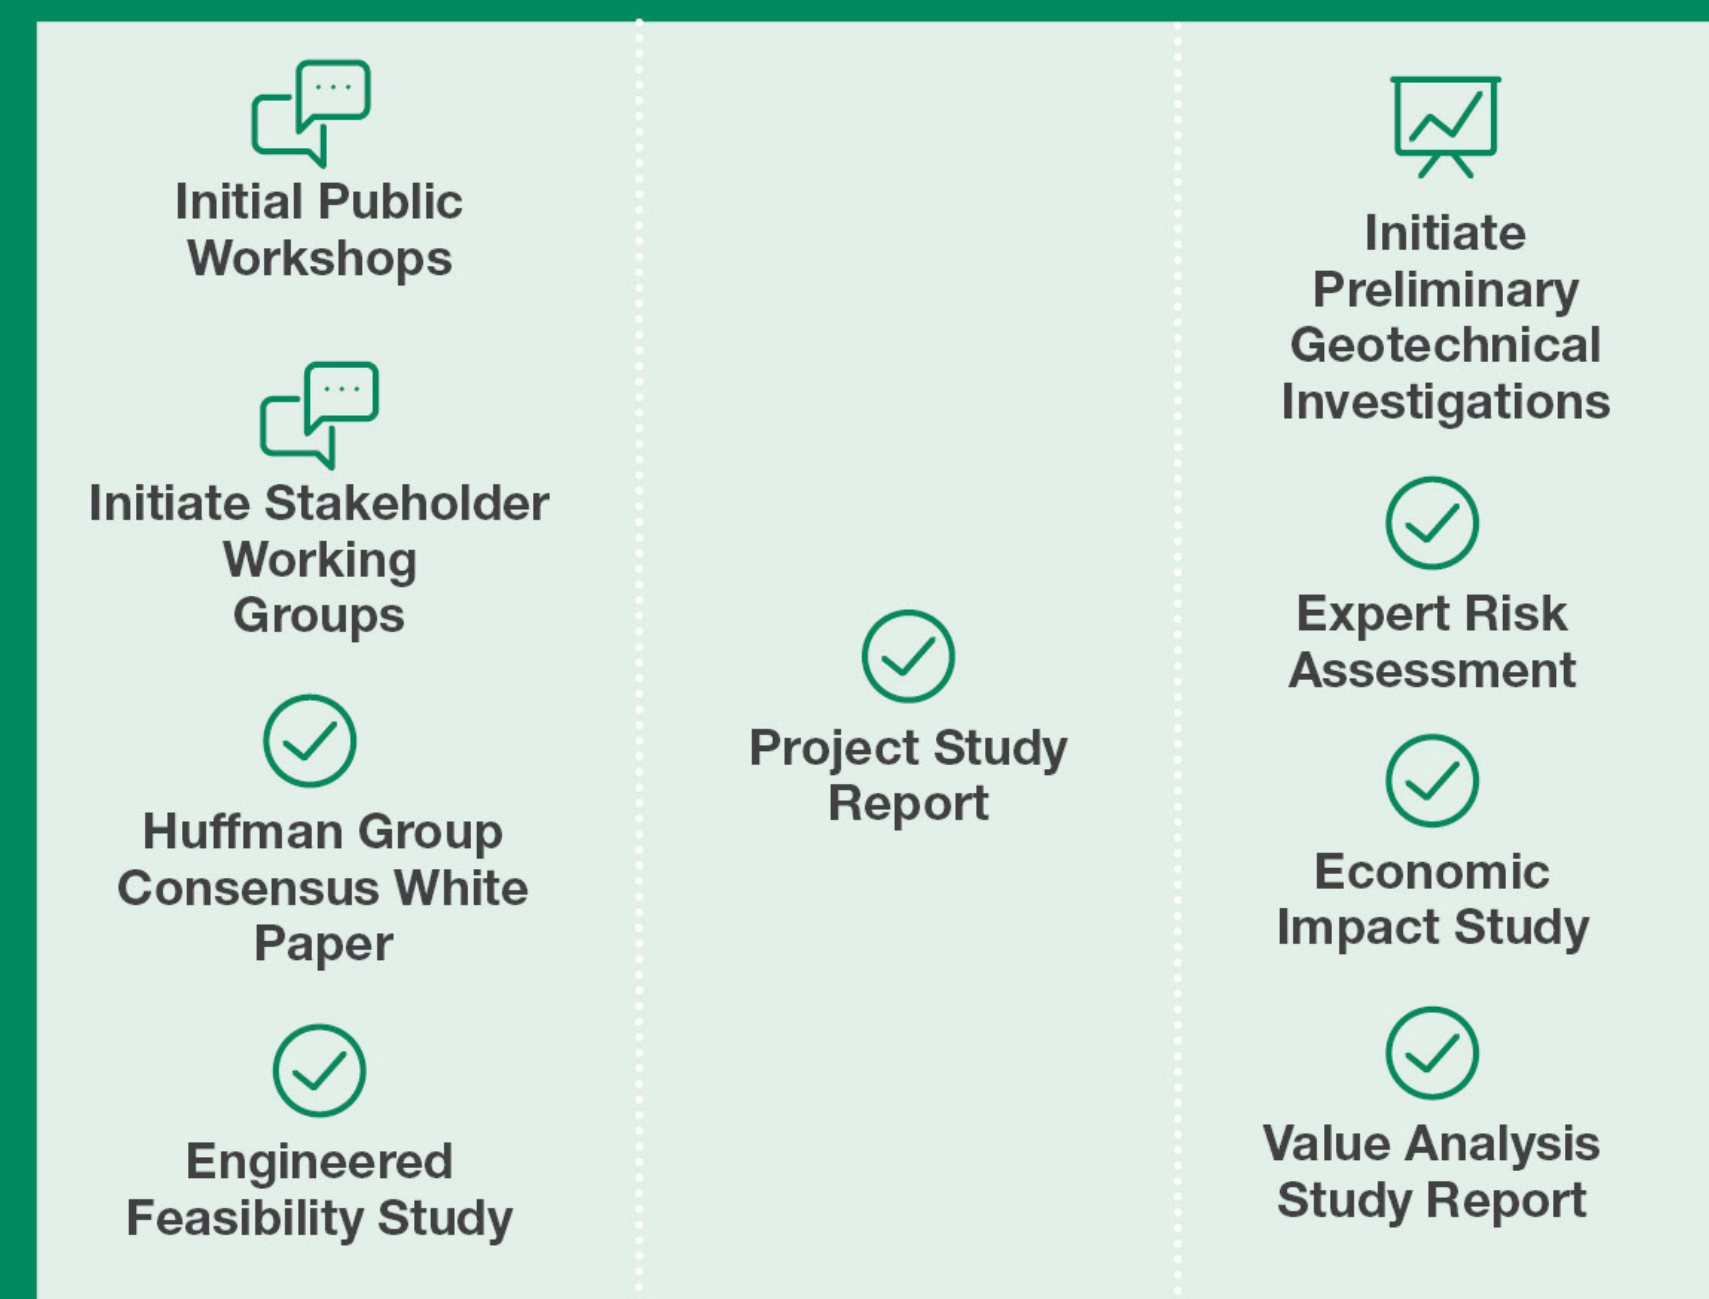 Initial Public
Workshops
Initiate Stakeholder
Working
Groups
Huffman Group
Consensus White
Paper
Engineered
Feasibility Study
Project Study
Report
Initiate
Preliminary
Geotechnical
Investigations
Expert Risk
Assessment
Economic
Impact Study
Value Analysis
Study Report